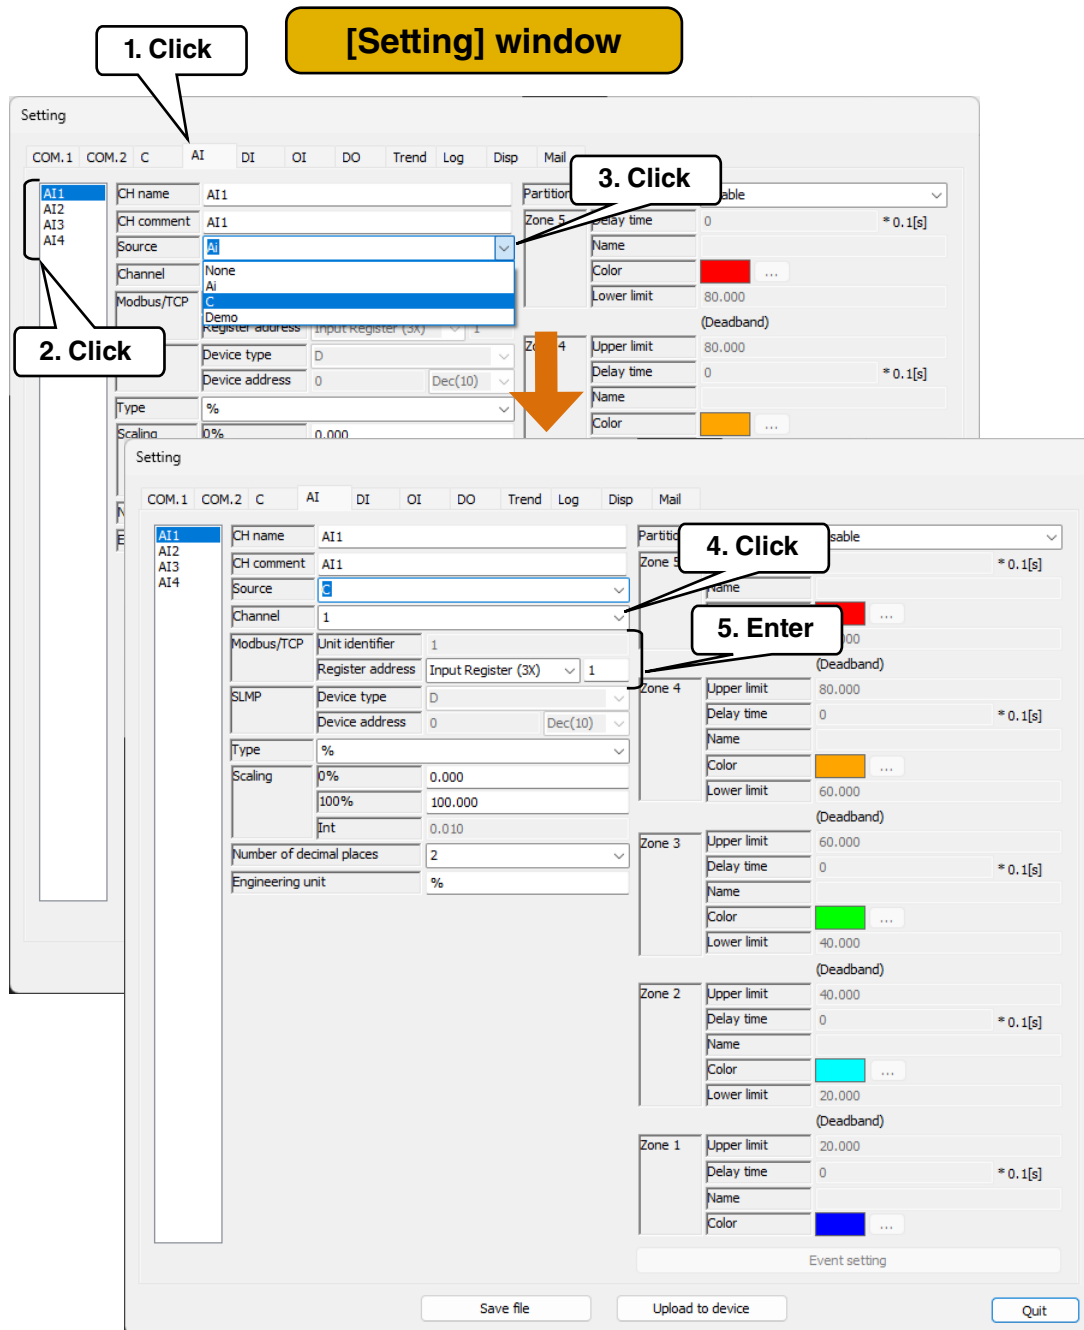 [Setting] window
1. Click
Setting
COM.1 COM.2 C AI DI OI DO Trend Log Disp Mail
3. Click
AI1
AI2
AI3
AI4
CH name AI1
CH comment AI1
Source Ai
None
Ai
C
Demo
Channel
Modbus/TCP
Register address Input Register (3X) 1
2. Click
Device type D
Device address 0 Dec(10)
Type %
Scaling 0% 0.000
Partition
Zone 5 Delay time 0 * 0.1[s]
Name
Color ...
Lower limit 80.000
(Deadband)
Upper limit 80.000
Delay time 0 * 0.1[s]
Name
Color ...
Setting
COM.1 COM.2 C AI DI OI DO Trend Log Disp Mail
AI1
AI2
AI3
AI4
CH name AI1
CH comment AI1
Source C
Channel 1
Modbus/TCP Unit identifier 1
Register address Input Register (3X) 1
SLMP Device type D
Device address 0 Dec(10)
Type %
Scaling 0% 0.000
100% 100.000
Int 0.010
Number of decimal places 2
Engineering unit %
4. Click
5. Enter
Zone 5 * 0.1[s]
Name
...
(Deadband)
Zone 4 Upper limit 80.000
Delay time 0 * 0.1[s]
Name
Color ...
Lower limit 60.000
(Deadband)
Zone 3 Upper limit 60.000
Delay time 0 * 0.1[s]
Name
Color ...
Lower limit 40.000
(Deadband)
Zone 2 Upper limit 40.000
Delay time 0 * 0.1[s]
Name
Color ...
Lower limit 20.000
(Deadband)
Zone 1 Upper limit 20.000
Delay time 0 * 0.1[s]
Name
Color ...
Event setting
Save file Upload to device Quit